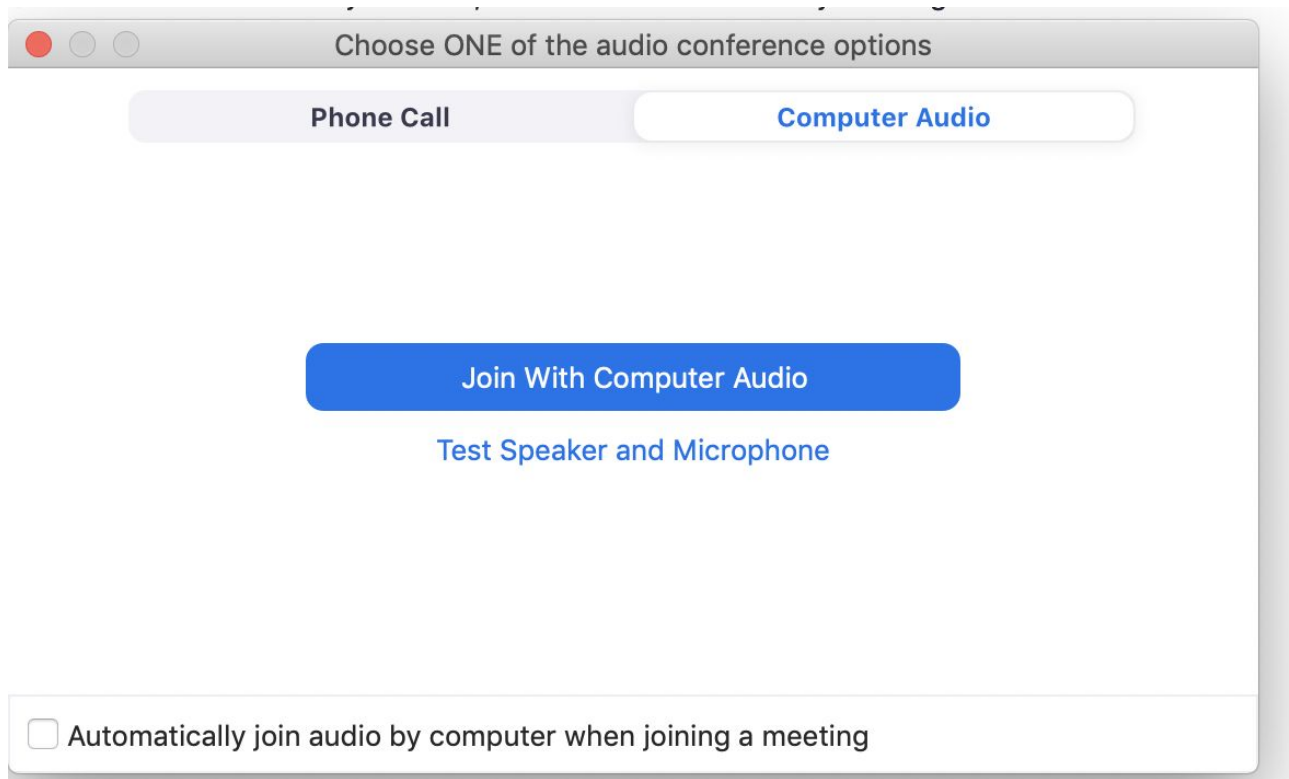 Choose ONE of the audio conference options
Phone Call
Computer Audio
Join With Computer Audio
Test Speaker and Microphone
Automatically join audio by computer when joining a meeting